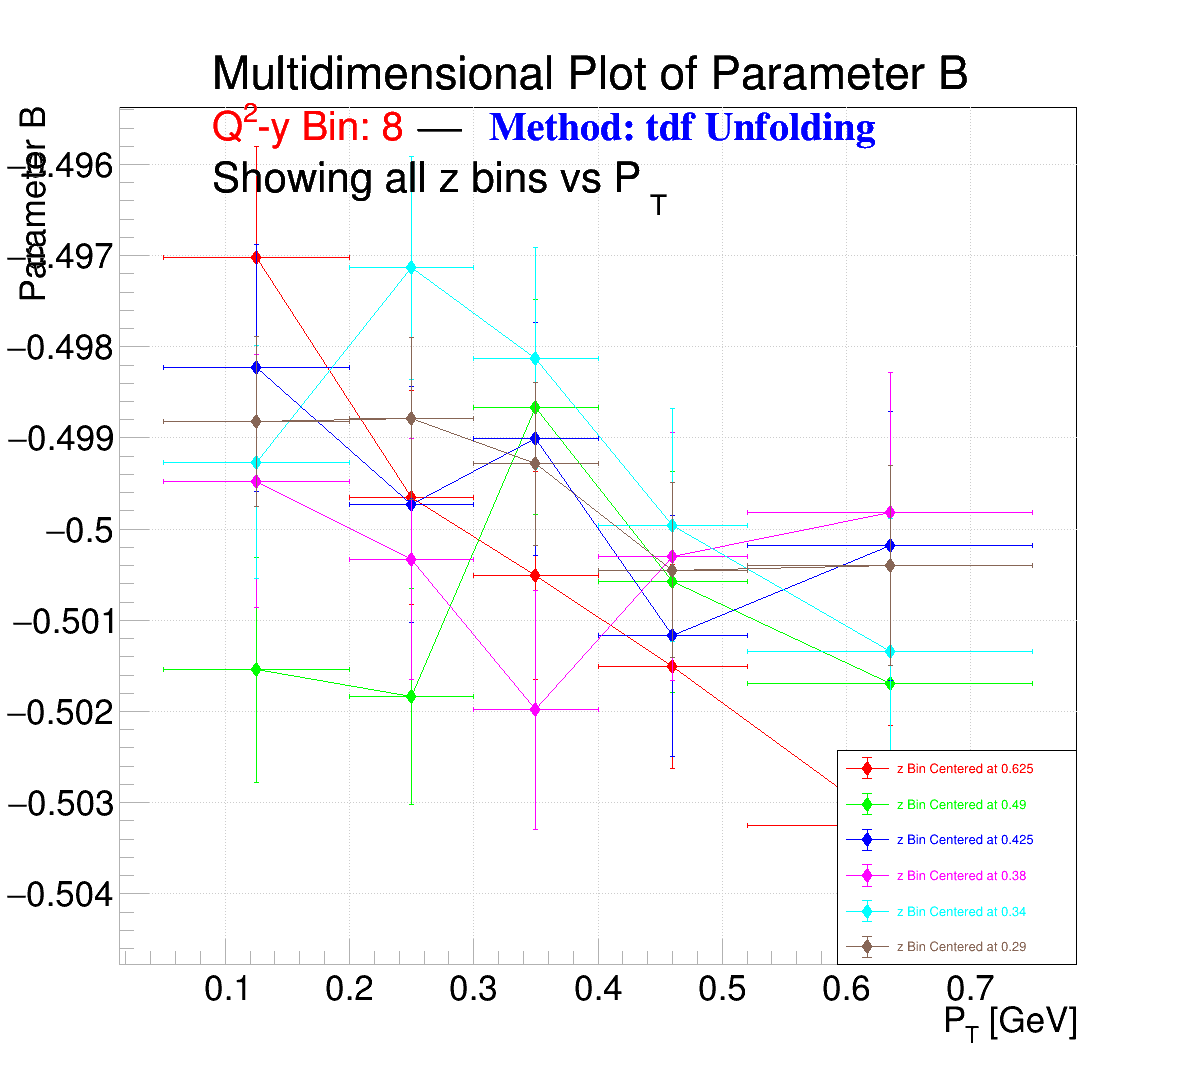 Multidimensional Plot of Parameter B
Q²-y Bin: 8 — Method: tdf Unfolding
Showing all z bins vs P_T
Parameter B
−0.496
−0.497
−0.498
−0.499
−0.5
−0.501
−0.502
−0.503
−0.504
z Bin Centered at 0.625
z Bin Centered at 0.49
z Bin Centered at 0.425
z Bin Centered at 0.38
z Bin Centered at 0.34
z Bin Centered at 0.29
0.1 0.2 0.3 0.4 0.5 0.6 0.7
P_T [GeV]